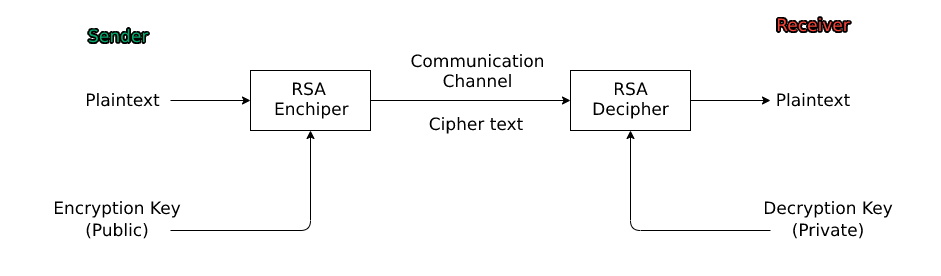 Sender
Receiver
Communication
Channel
Plaintext
RSA
Enchiper
Cipher text
RSA
Decipher
Plaintext
Encryption Key
(Public)
Decryption Key
(Private)